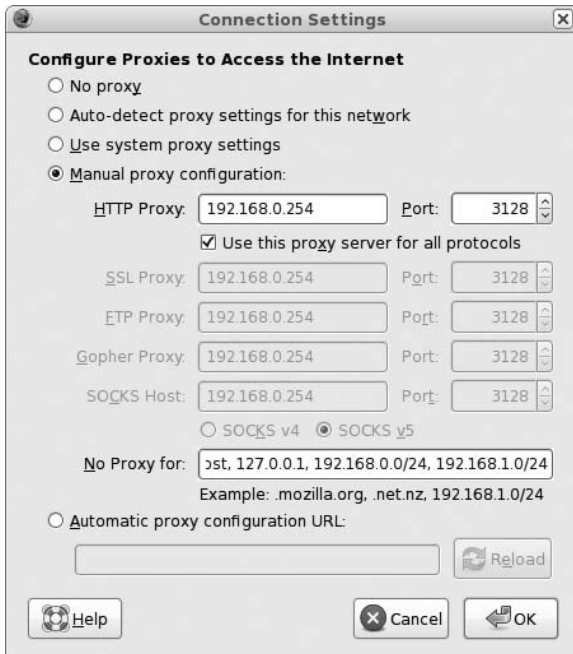 Connection Settings
Configure Proxies to Access the Internet
No proxy
Auto-detect proxy settings for this network
Use system proxy settings
Manual proxy configuration:
HTTP Proxy: 192.168.0.254 Port: 3128
Use this proxy server for all protocols
SSL Proxy: 192.168.0.254 Port: 3128
FTP Proxy: 192.168.0.254 Port: 3128
Gopher Proxy: 192.168.0.254 Port: 3128
SOCKS Host: 192.168.0.254 Port: 3128
SOCKS v4 SOCKS v5
No Proxy for: ost, 127.0.0.1, 192.168.0.0/24, 192.168.1.0/24
Example: .mozilla.org, .net.nz, 192.168.1.0/24
Automatic proxy configuration URL:
Reload
Help Cancel OK